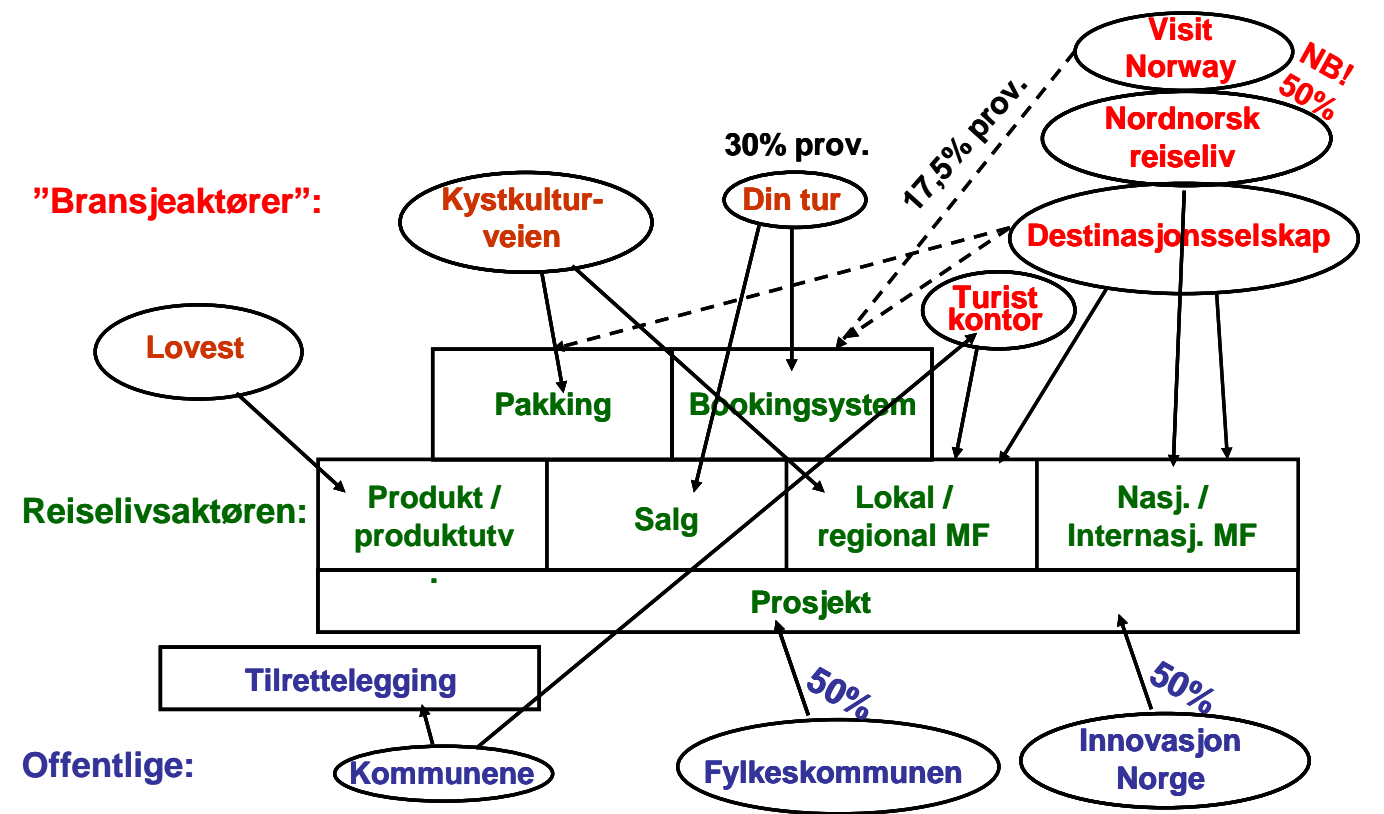 Visit
Norway
NB!
50%
Nordnorsk
reiseliv
17,5% prov.
30% prov.
"Bransjeaktører":
Kystkultur-
veien
Din tur
Destinasjonsselskap
Turist
kontor
Lovest
Pakking
Bookingsystem
Reiselivsaktøren:
Produkt /
produktutv
.
Salg
Lokal /
regional MF
Nasj. /
Internasj. MF
Prosjekt
Tilrettelegging
50%
50%
Offentlige:
Kommunene
Fylkeskommunen
Innovasjon
Norge